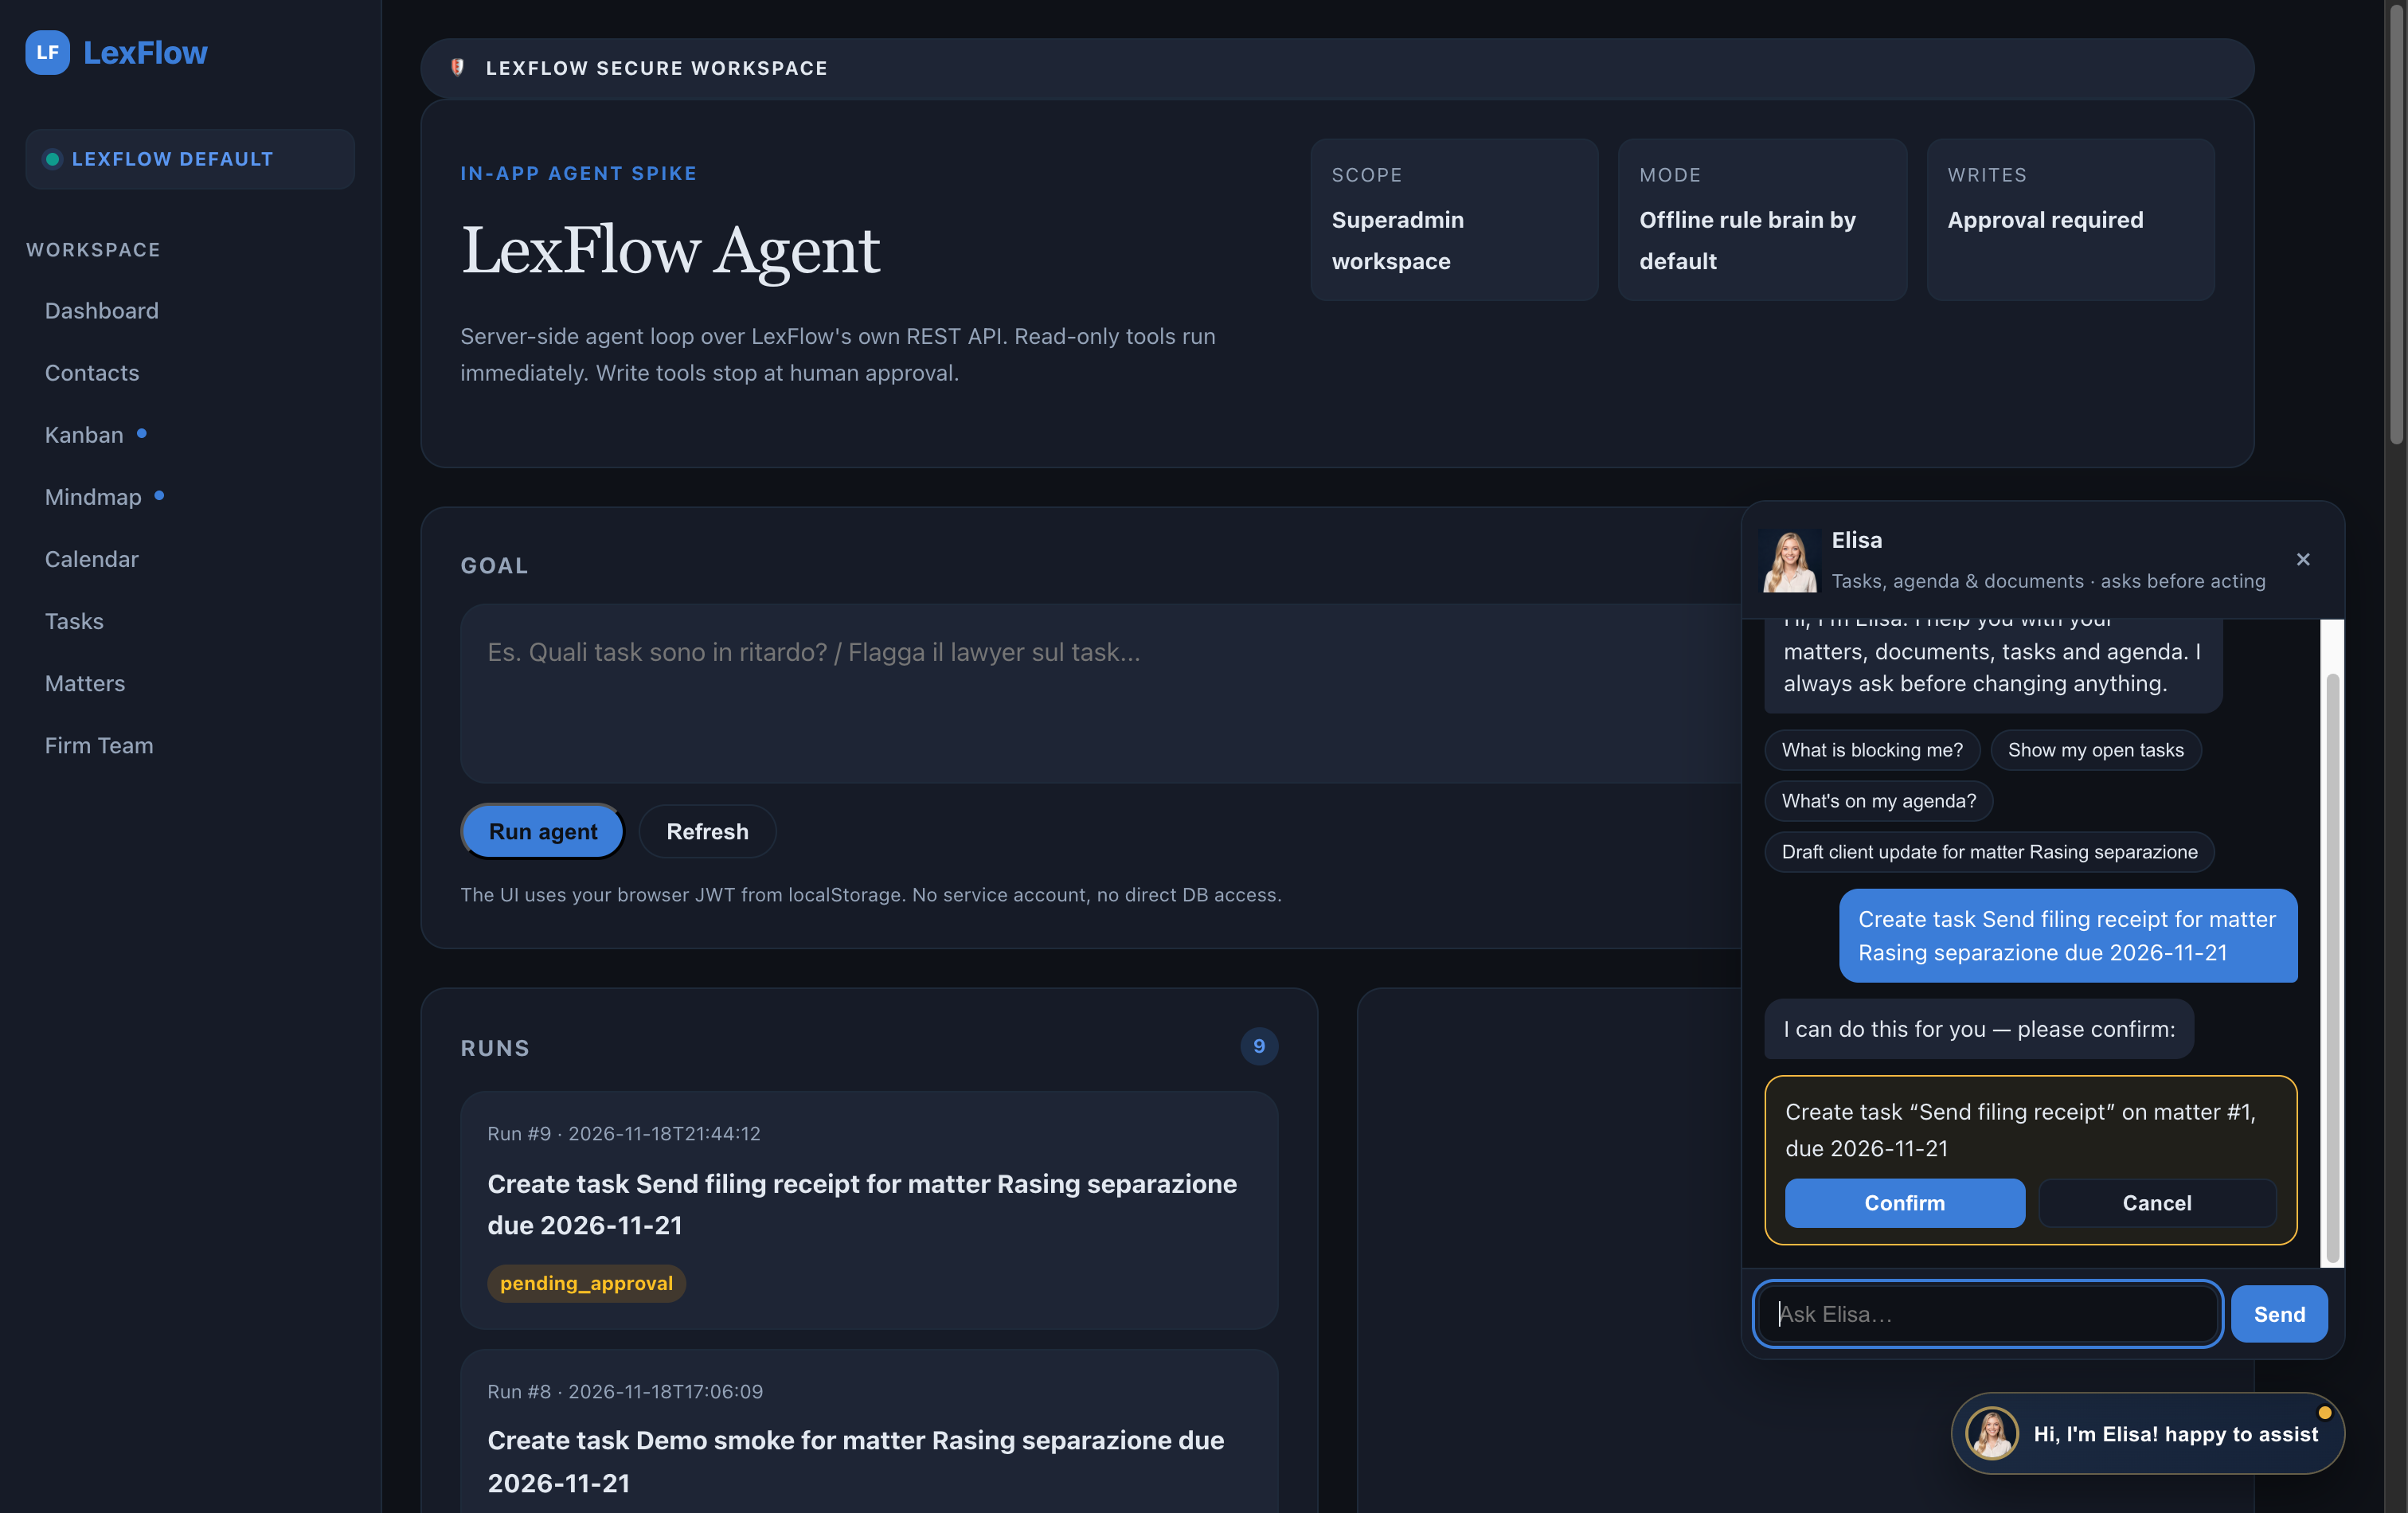 LF LexFlow
LEXFLOW DEFAULT
WORKSPACE
Dashboard
Contacts
Kanban
Mindmap
Calendar
Tasks
Matters
Firm Team
LEXFLOW SECURE WORKSPACE
IN-APP AGENT SPIKE
LexFlow Agent
Server-side agent loop over LexFlow's own REST API. Read-only tools run
immediately. Write tools stop at human approval.
SCOPE
Superadmin
workspace
MODE
Offline rule brain by
default
WRITES
Approval required
GOAL
Es. Quali task sono in ritardo? / Flagga il lawyer sul task...
Run agent
Refresh
The UI uses your browser JWT from localStorage. No service account, no direct DB access.
RUNS
9
Run #9 · 2026-11-18T21:44:12
Create task Send filing receipt for matter Rasing separazione
due 2026-11-21
pending_approval
Run #8 · 2026-11-18T17:06:09
Create task Demo smoke for matter Rasing separazione due
2026-11-21
Elisa
Tasks, agenda & documents · asks before acting
×
Hi, I'm Elisa! I help you with your
matters, documents, tasks and agenda. I
always ask before changing anything.
What is blocking me?
Show my open tasks
What's on my agenda?
Draft client update for matter Rasing separazione
Create task Send filing receipt for matter
Rasing separazione due 2026-11-21
I can do this for you — please confirm:
Create task “Send filing receipt” on matter #1,
due 2026-11-21
Confirm
Cancel
Ask Elisa…
Send
Hi, I'm Elisa! happy to assist